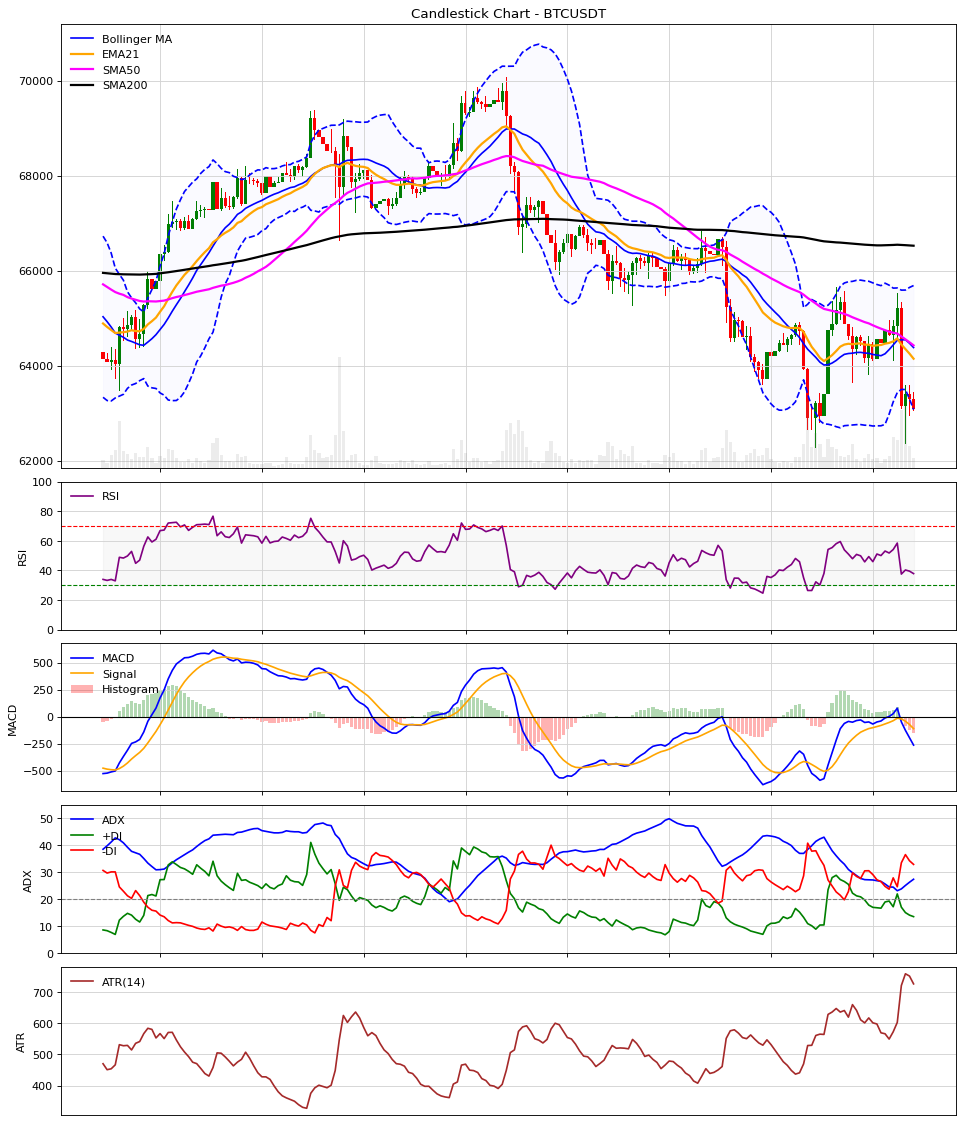 Candlestick Chart - BTCUSDT
Bollinger MA
EMA21
SMA50
SMA200
70000
68000
66000
64000
62000
RSI
100
80
60
40
20
0
RSI
MACD
Signal
Histogram
500
250
0
−250
−500
MACD
ADX
+DI
-DI
50
40
30
20
10
0
ADX
ATR(14)
700
600
500
400
ATR